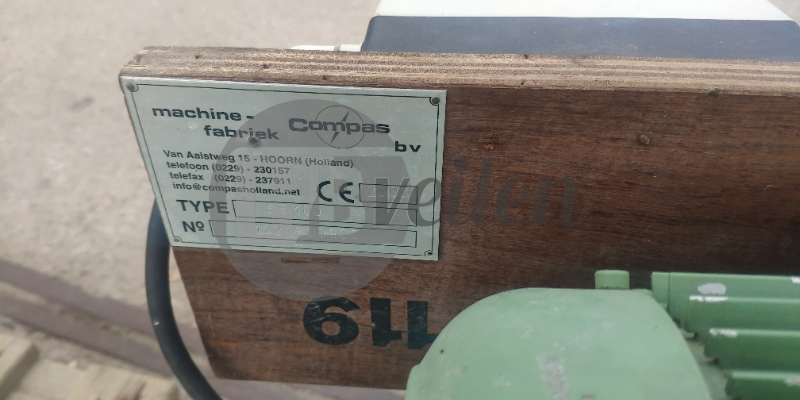 machine-
fabriek Compas bv
Van Aalstweg 15 - HOORN (Holland)
telefoon (0229) - 230157
telefax (0229) - 237911
info@compasholland.net
CE
TYPE
Nº
veilen
119